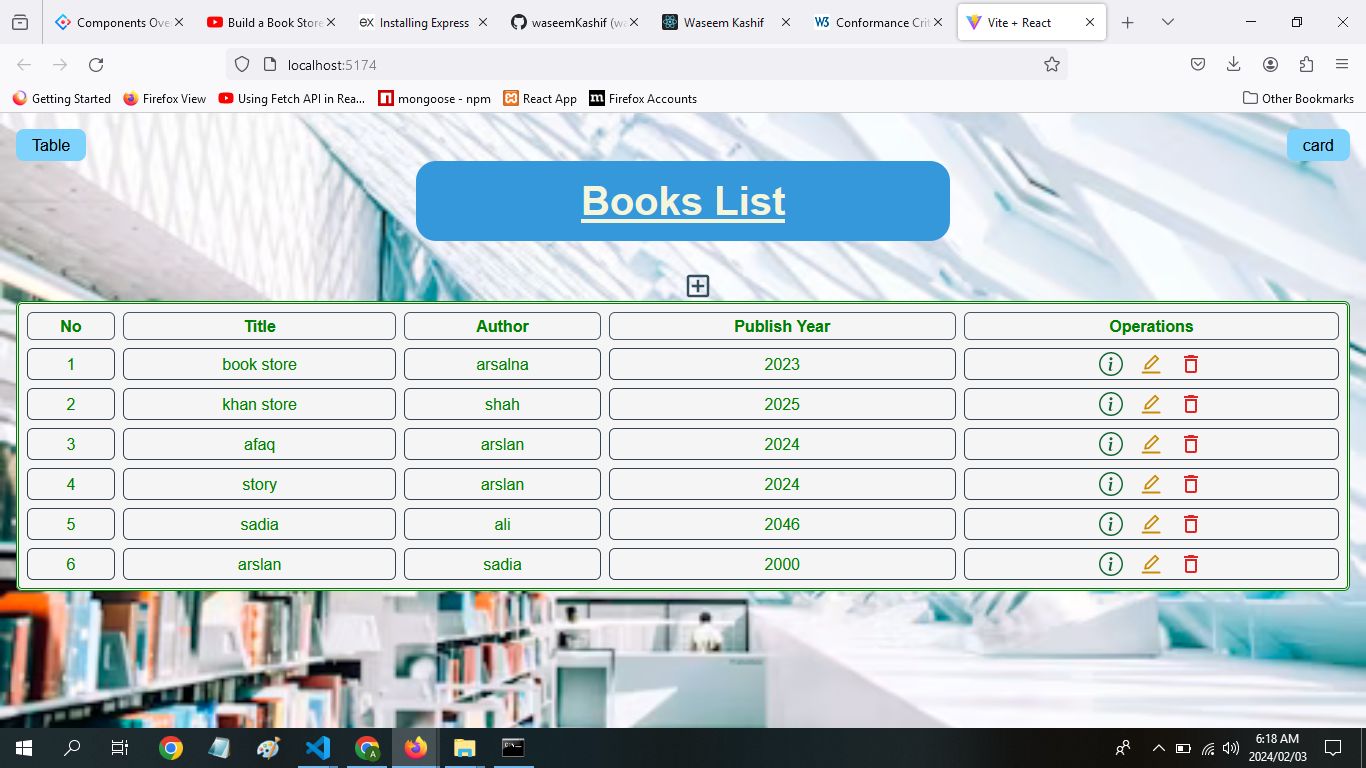 Components Ove
Build a Book Store
Installing Express
waseemKashif (wa
Waseem Kashif
Conformance Crit
Vite + React
localhost:5174
Getting Started
Firefox View
Using Fetch API in Rea...
mongoose - npm
React App
Firefox Accounts
Other Bookmarks
Table
card
Books List
No Title Author Publish Year Operations
1 book store arsalna 2023
2 khan store shah 2025
3 afaq arslan 2024
4 story arslan 2024
5 sadia ali 2046
6 arslan sadia 2000
6:18 AM
2024/02/03